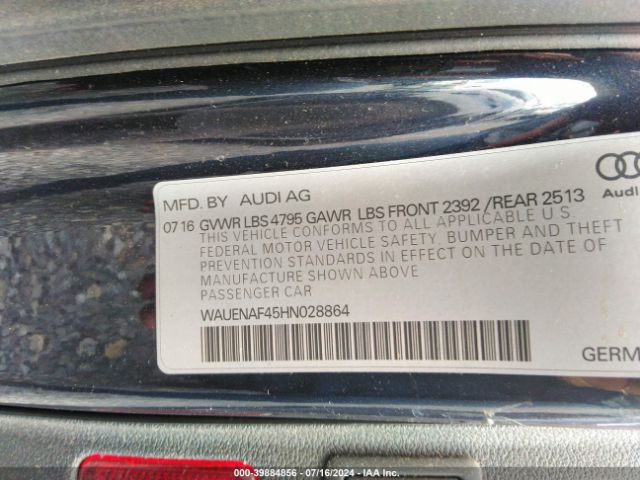 MFD. BY AUDI AG
Audi
07 16 GVWR LBS 4795 GAWR LBS FRONT 2392 /REAR 2513
THIS VEHICLE CONFORMS TO ALL APPLICABLE U.S.
FEDERAL MOTOR VEHICLE SAFETY, BUMPER AND THEFT
PREVENTION STANDARDS IN EFFECT ON THE DATE OF
MANUFACTURE SHOWN ABOVE
PASSENGER CAR
WAUENAF45HN028864
GERM
000-39884856 - 07/16/2024 - IAA Inc.